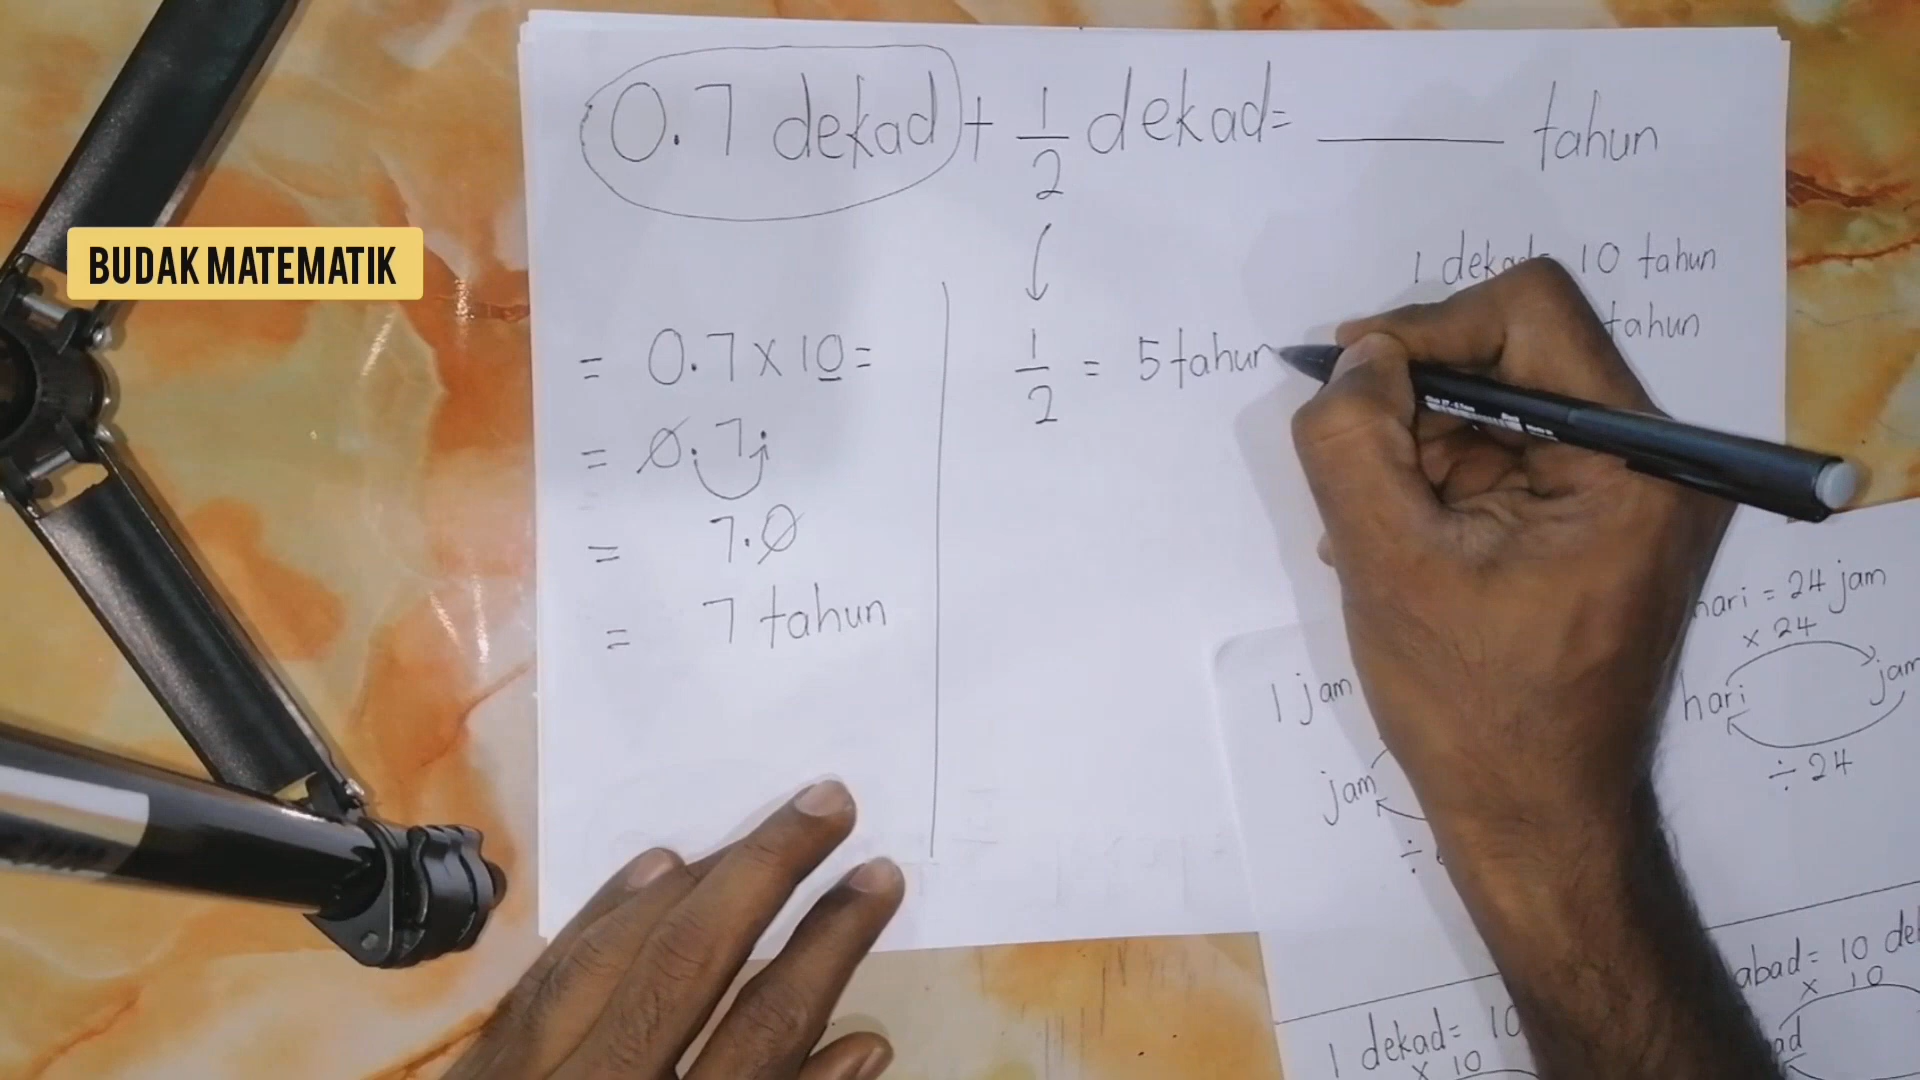 0.7 dekad + 1/2 dekad = ____ tahun
BUDAK MATEMATIK
1 dekad = 10 tahun
tahun
= 0.7 x 10 =
= 0.7
= 7.0
= 7 tahun
1/2 = 5 tahun
hari = 24 jam
x 24
hari jam
÷ 24
1 jam
jam
÷
abad = 10
x 10
1 dekad = 10
x 10